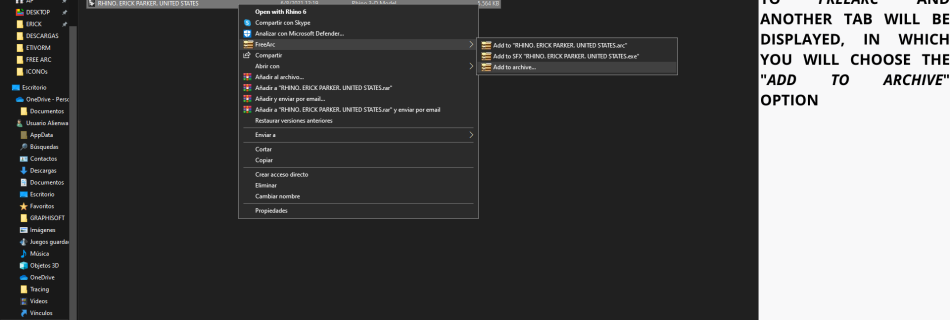 AP
DESKTOP
ERICK
DESCARGAS
ETIVORM
FREE ARC
ICONOs
Escritorio
OneDrive - Perso
Documentos
Usuario Alienwa
AppData
Búsquedas
Contactos
Descargas
Documentos
Escritorio
Favoritos
GRAPHISOFT
Imágenes
Juegos guarda
Música
Objetos 3D
OneDrive
Tracing
Videos
Vínculos
RHINO. ERICK PARKER. UNITED STATES
Rhino 3-D Model
Open with Rhino 6
Compartir con Skype
Analizar con Microsoft Defender...
FreeArc
Compartir
Abrir con
Añadir al archivo...
Añadir a "RHINO. ERICK PARKER. UNITED STATES.rar"
Añadir y enviar por email...
Añadir a "RHINO. ERICK PARKER. UNITED STATES.rar" y enviar por email
Restaurar versiones anteriores
Enviar a
Cortar
Copiar
Crear acceso directo
Eliminar
Cambiar nombre
Propiedades
Add to "RHINO. ERICK PARKER. UNITED STATES.arc"
Add to SFX "RHINO. ERICK PARKER. UNITED STATES.exe"
Add to archive...
TO FREEARC AND
ANOTHER TAB WILL BE
DISPLAYED, IN WHICH
YOU WILL CHOOSE THE
"ADD TO ARCHIVE"
OPTION